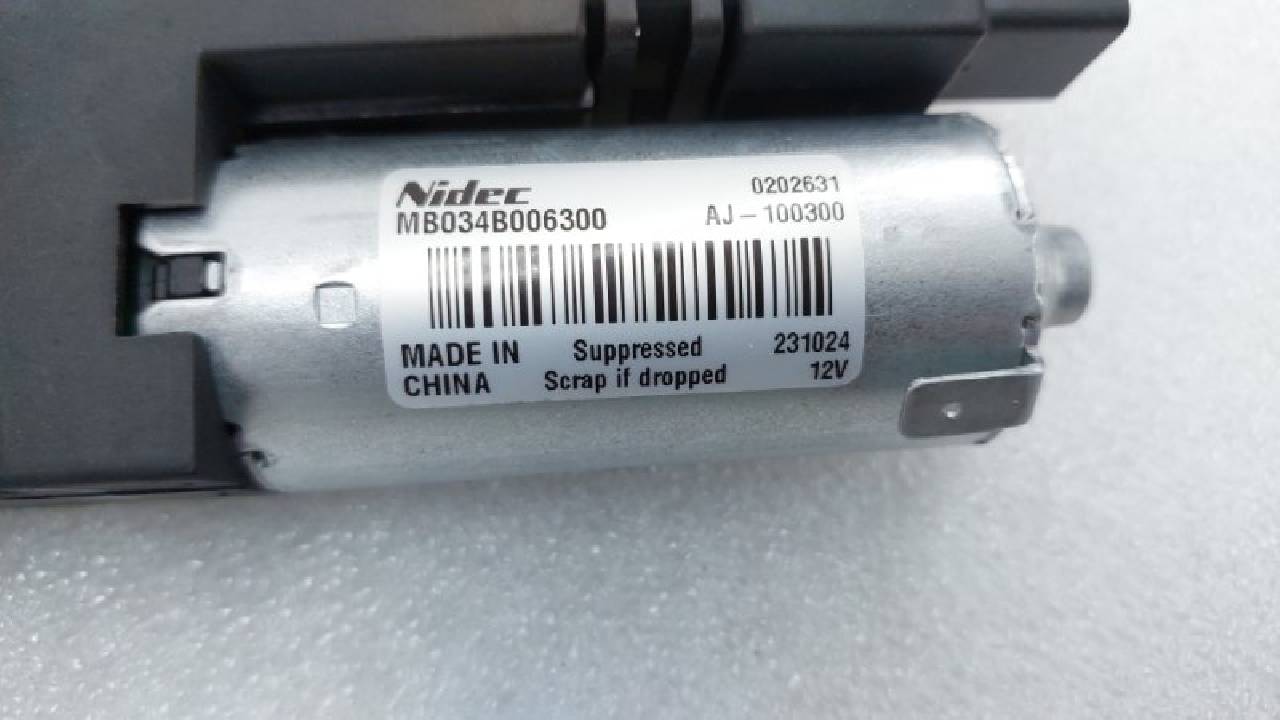 Nidec 0202631
MB034B006300 AJ-100300
MADE IN Suppressed 231024
CHINA Scrap if dropped 12V